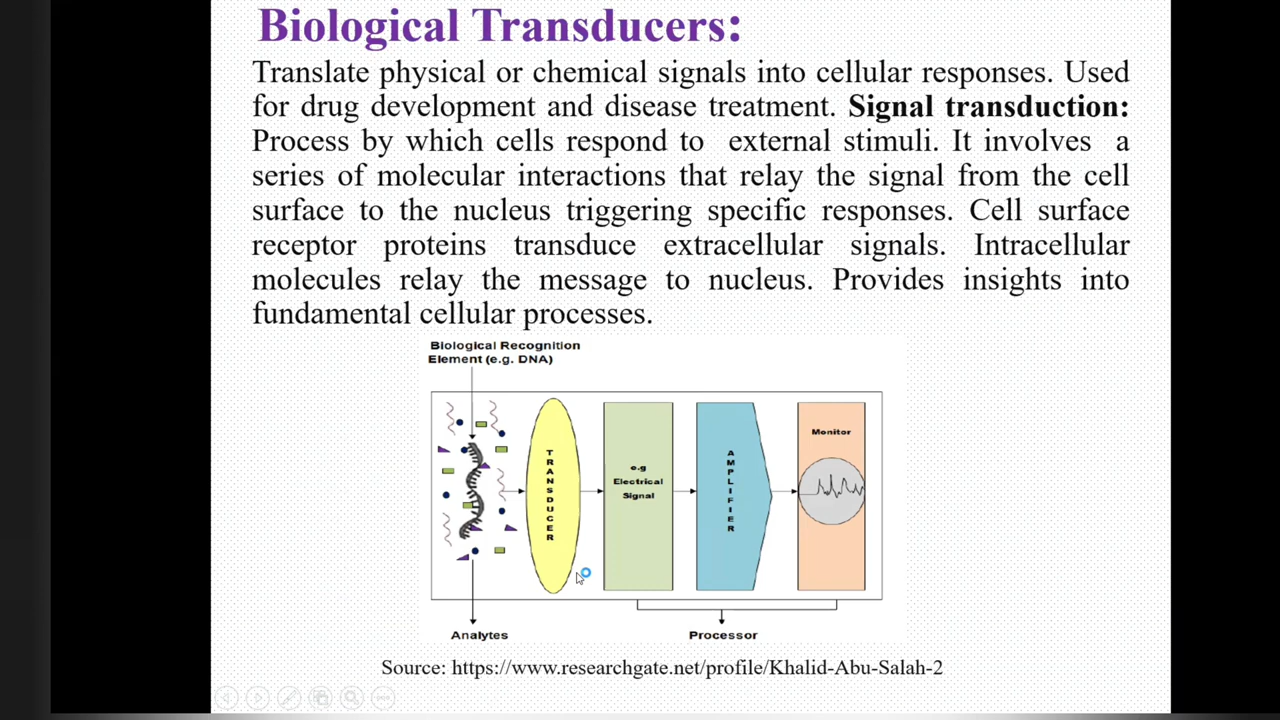 Biological Transducers:
Translate physical or chemical signals into cellular responses. Used
for drug development and disease treatment. Signal transduction:
Process by which cells respond to external stimuli. It involves a
series of molecular interactions that relay the signal from the cell
surface to the nucleus triggering specific responses. Cell surface
receptor proteins transduce extracellular signals. Intracellular
molecules relay the message to nucleus. Provides insights into
fundamental cellular processes.
Biological Recognition
Element (e.g. DNA)
TRANSDUCER
e.g
Electrical
Signal
AMPLIFIER
Monitor
Analytes
Processor
Source: https://www.researchgate.net/profile/Khalid-Abu-Salah-2